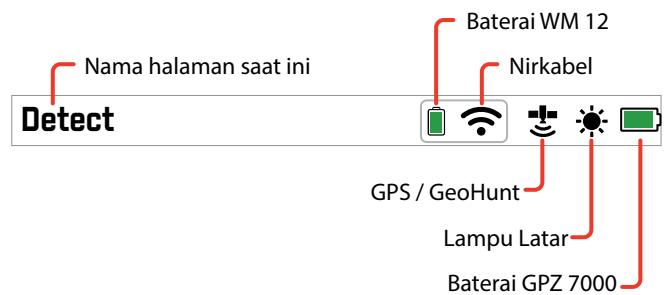 Baterai WM 12
Nama halaman saat ini
Nirkabel
Detect
GPS / GeoHunt
Lampu Latar
Baterai GPZ 7000